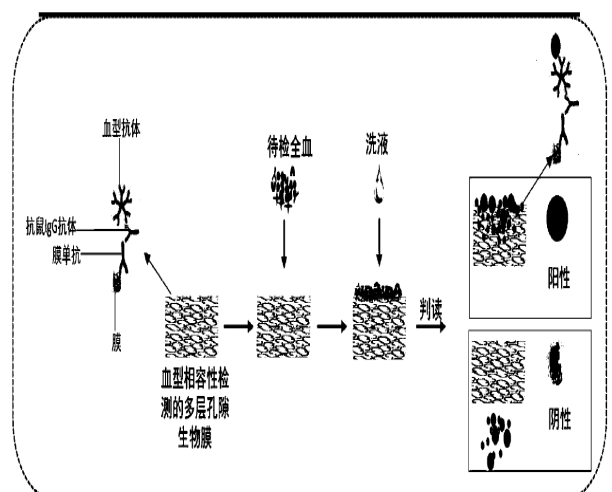 血型抗体
抗鼠IgG抗体
膜单抗
膜
血型相容性检
测的多层孔隙
生物膜
待检全血
洗液
判读
阳性
阴性